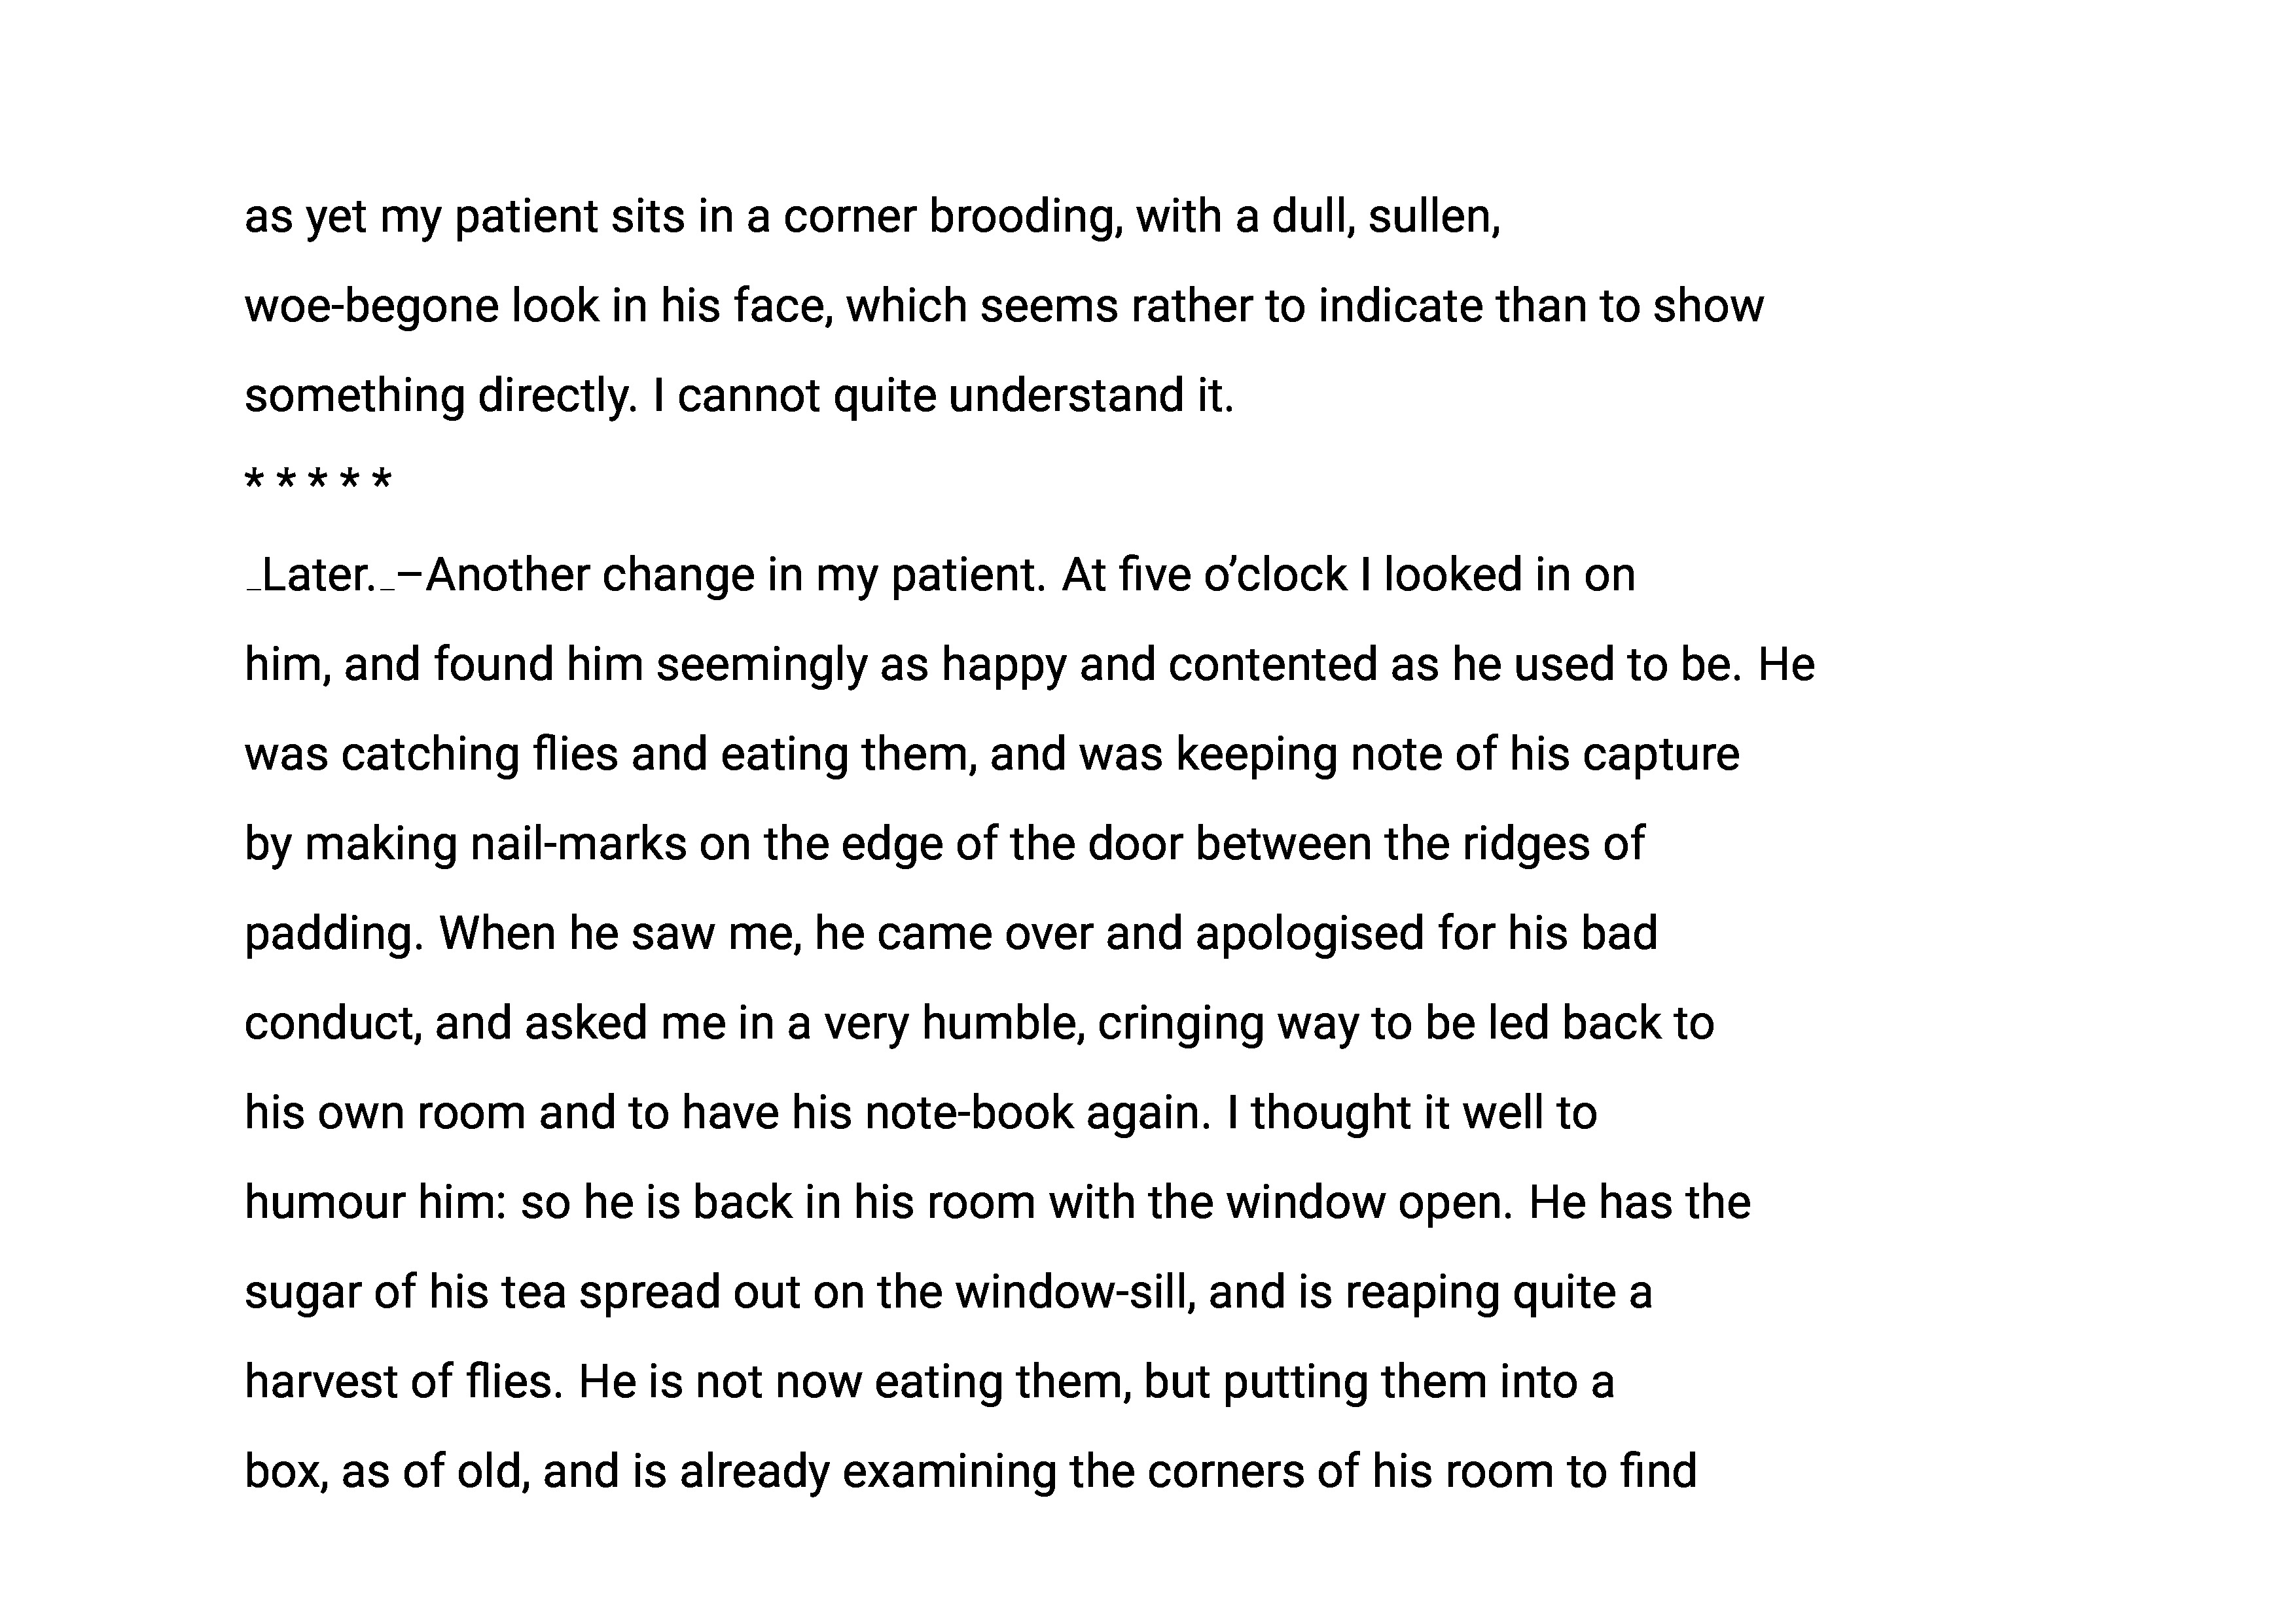 as yet my patient sits in a corner brooding, with a dull, sullen,
woe-begone look in his face, which seems rather to indicate than to show
something directly. I cannot quite understand it.
* * * * *
_Later._–Another change in my patient. At five o’clock I looked in on
him, and found him seemingly as happy and contented as he used to be. He
was catching flies and eating them, and was keeping note of his capture
by making nail-marks on the edge of the door between the ridges of
padding. When he saw me, he came over and apologised for his bad
conduct, and asked me in a very humble, cringing way to be led back to
his own room and to have his note-book again. I thought it well to
humour him: so he is back in his room with the window open. He has the
sugar of his tea spread out on the window-sill, and is reaping quite a
harvest of flies. He is not now eating them, but putting them into a
box, as of old, and is already examining the corners of his room to find